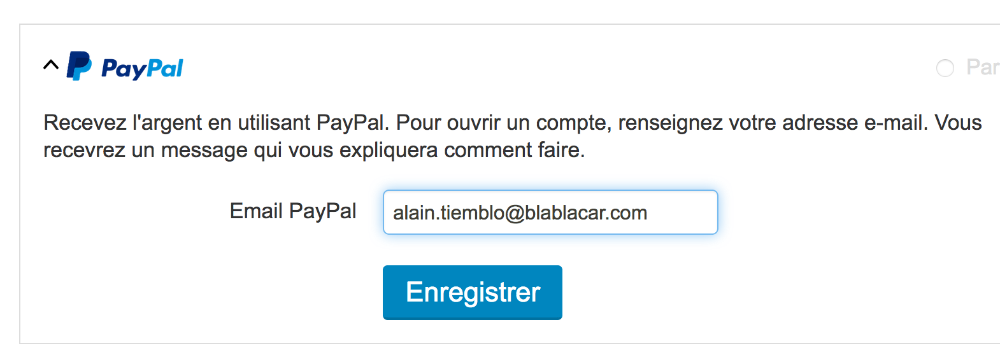 PayPal
Par
Recevez l'argent en utilisant PayPal. Pour ouvrir un compte, renseignez votre adresse e-mail. Vous
recevrez un message qui vous expliquera comment faire.
Email PayPal
alain.tiemblo@blablacar.com
Enregistrer